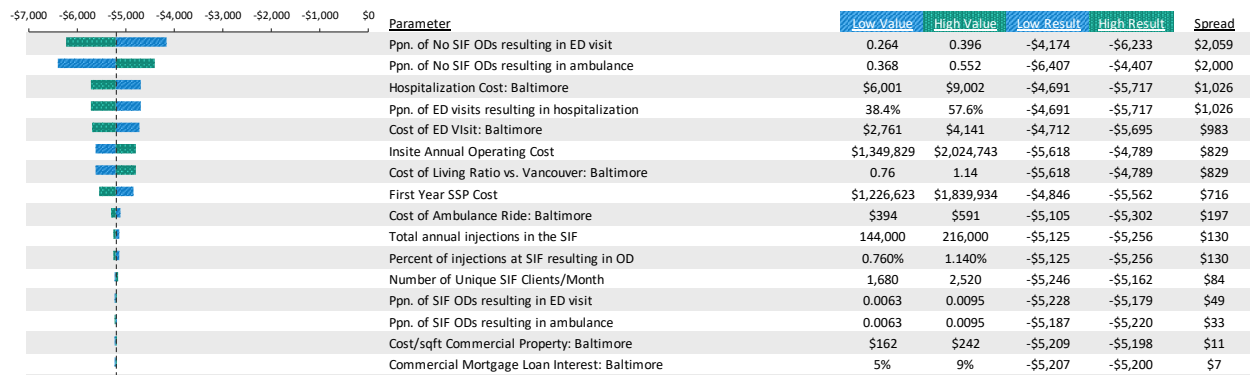 -$7,000 -$6,000 -$5,000 -$4,000 -$3,000 -$2,000 -$1,000 $0
Parameter Low Value High Value Low Result High Result Spread
Ppn. of No SIF ODs resulting in ED visit 0.264 0.396 -$4,174 -$6,233 $2,059
Ppn. of No SIF ODs resulting in ambulance 0.368 0.552 -$6,407 -$4,407 $2,000
Hospitalization Cost: Baltimore $6,001 $9,002 -$4,691 -$5,717 $1,026
Ppn. of ED visits resulting in hospitalization 38.4% 57.6% -$4,691 -$5,717 $1,026
Cost of ED VIsit: Baltimore $2,761 $4,141 -$4,712 -$5,695 $983
Insite Annual Operating Cost $1,349,829 $2,024,743 -$5,618 -$4,789 $829
Cost of Living Ratio vs. Vancouver: Baltimore 0.76 1.14 -$5,618 -$4,789 $829
First Year SSP Cost $1,226,623 $1,839,934 -$4,846 -$5,562 $716
Cost of Ambulance Ride: Baltimore $394 $591 -$5,105 -$5,302 $197
Total annual injections in the SIF 144,000 216,000 -$5,125 -$5,256 $130
Percent of injections at SIF resulting in OD 0.760% 1.140% -$5,125 -$5,256 $130
Number of Unique SIF Clients/Month 1,680 2,520 -$5,246 -$5,162 $84
Ppn. of SIF ODs resulting in ED visit 0.0063 0.0095 -$5,228 -$5,179 $49
Ppn. of SIF ODs resulting in ambulance 0.0063 0.0095 -$5,187 -$5,220 $33
Cost/sqft Commercial Property: Baltimore $162 $242 -$5,209 -$5,198 $11
Commercial Mortgage Loan Interest: Baltimore 5% 9% -$5,207 -$5,200 $7